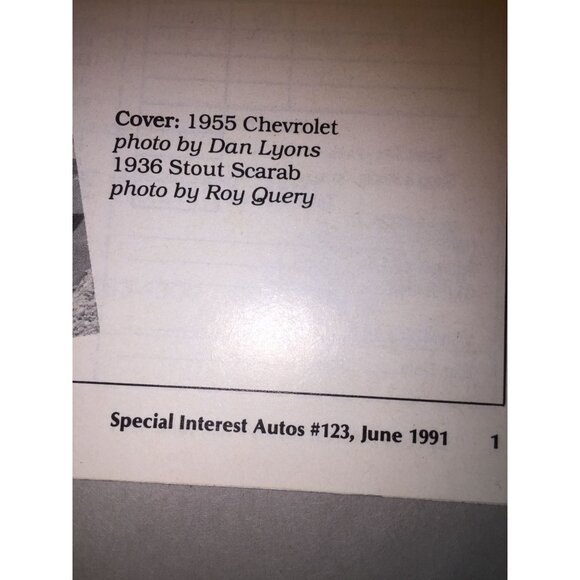 Cover: 1955 Chevrolet
photo by Dan Lyons
1936 Stout Scarab
photo by Roy Query
Special Interest Autos #123, June 1991 1